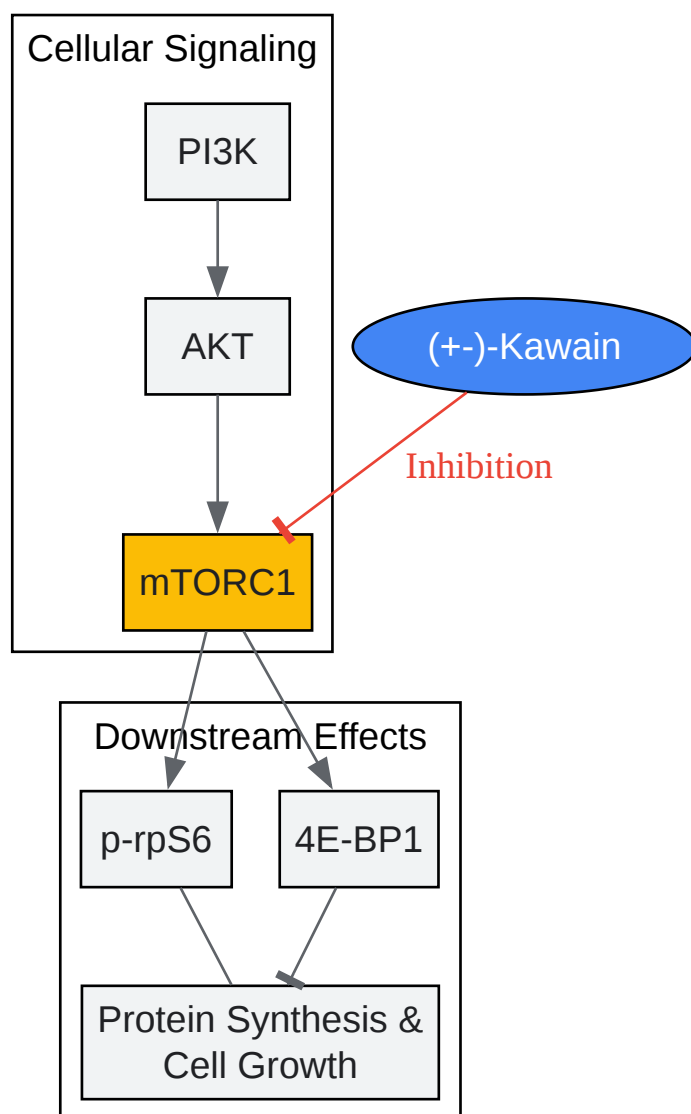 Cellular Signaling
PI3K
AKT
(+-)-Kawain
Inhibition
mTORC1
Downstream Effects
p-rpS6
4E-BP1
Protein Synthesis &
Cell Growth